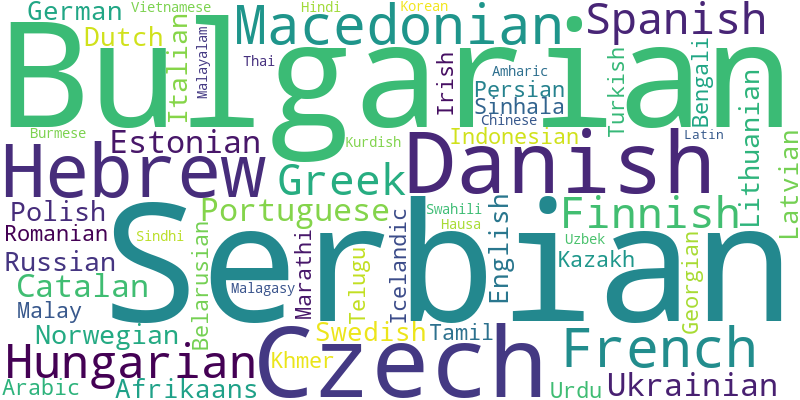 German
Vietnamese
Hindi
Korean
Dutch
Italian
Malayalam
Macedonian
Spanish
Bulgarian
Thai
Irish
Amharic
Persian
Sinhala
Chinese
Turkish
Bengali
Latin
Burmese
Estonian
Kurdish
Indonesian
Lithuanian
Latvian
Hebrew
Greek
Danish
Polish
Portuguese
Swahili
Hausa
Finnish
Romanian
Sindhi
Serbian
English
Uzbek
Russian
Belarusian
Marathi
Telugu
Icelandic
Kazakh
Georgian
Catalan
Malagasy
Malay
Norwegian
Swedish
Tamil
Hungarian
Khmer
Czech
French
Arabic
Afrikaans
Urdu
Ukrainian